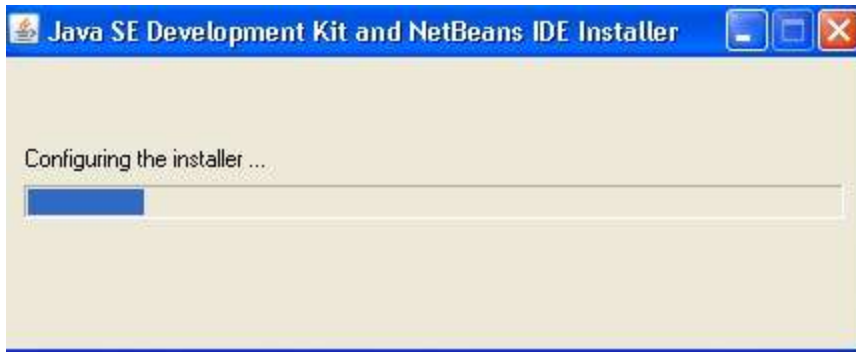 Java SE Development Kit and NetBeans IDE Installer
Configuring the installer ...